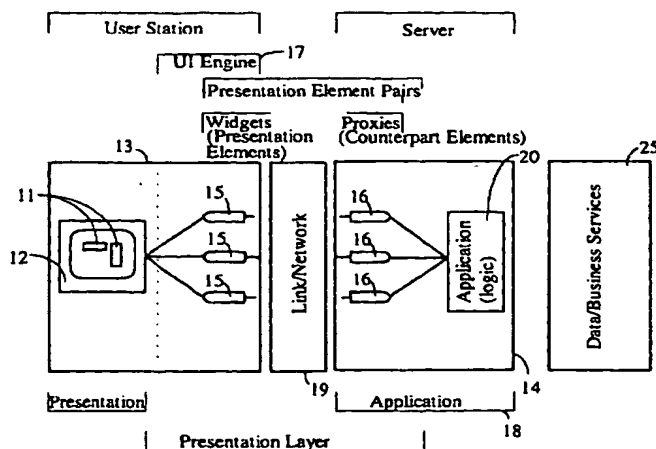 User Station
Server
17
UI Engine
Presentation Element Pairs
Widgets
(Presentation
Elements)
Proxies
(Counterpart Elements)
13
20
25
11
15
16
12
15
16
15
16
Link/Network
Application
(logic)
Data/Business Services
19
14
Presentation
Application
18
Presentation Layer